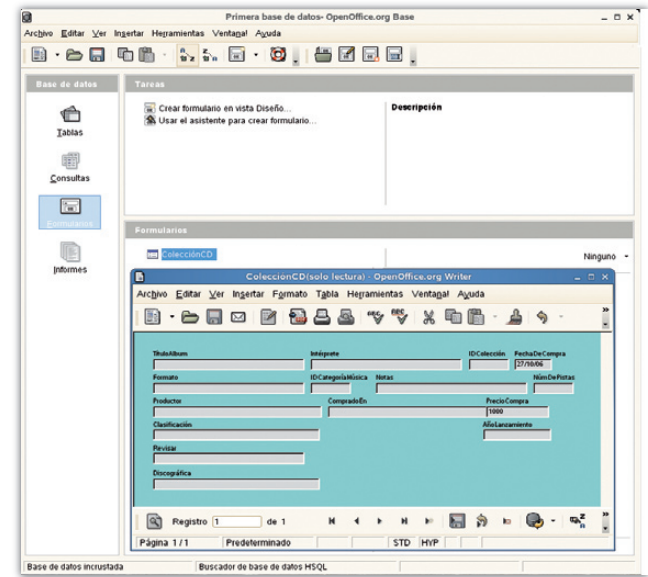 Primera base de datos- OpenOffice.org Base
Archivo Editar Ver Insertar Herramientas Ventana! Ayuda
Base de datos
Tareas
Tablas
Consultas
Formularios
Informes
Crear formulario en vista Diseño...
Usar el asistente para crear formulario...
Descripción
Formularios
ColecciónCD
Ninguno
ColecciónCD(solo lectura) - OpenOffice.org Writer
Archivo Editar Ver Insertar Formato Tabla Herramientas Ventana! Ayuda
TítuloÁlbum Intérprete IDColección FechaDeCompra
27/10/06
Formato IDCategoríaMúsica Notas NúmDePistas
Productor CompradoEn PrecioCompra
1000
Clasificación AñoLanzamiento
Revisar
Discográfica
Registro 1 de 1
Página 1/1 Predeterminado STD HYP
Base de datos incrustada Buscador de base de datos HSQL